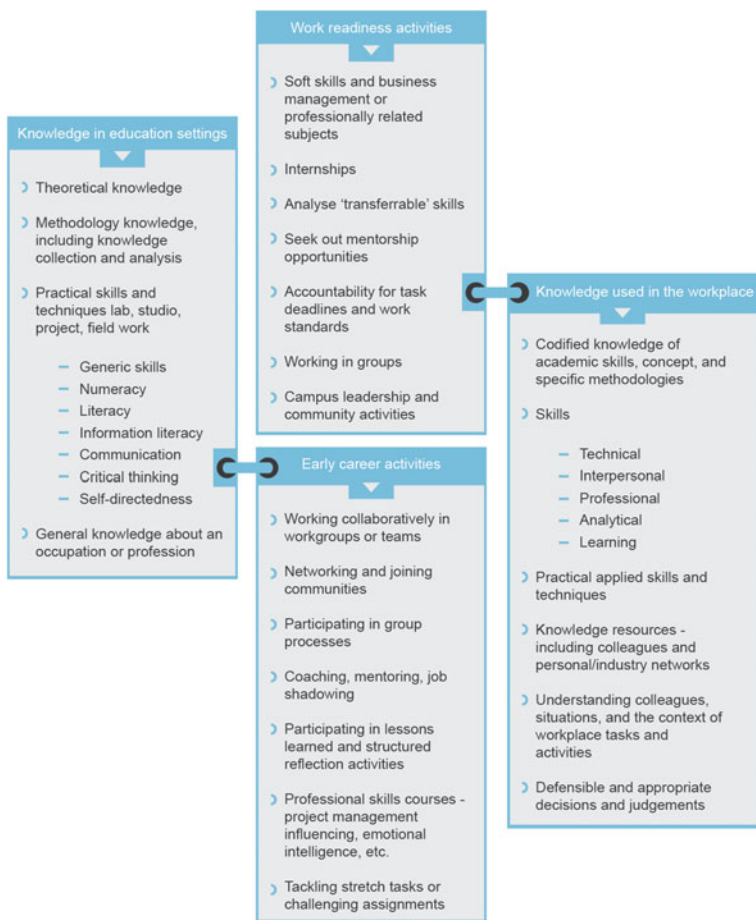 Knowledge in education settings
Theoretical knowledge
Methodology knowledge,
including knowledge
collection and analysis
Practical skills and
techniques lab, studio,
project, field work
– Generic skills
– Numeracy
– Literacy
– Information literacy
– Communication
– Critical thinking
– Self-directedness
General knowledge about an
occupation or profession
Work readiness activities
Soft skills and business
management or
professionally related
subjects
Internships
Analyse ‘transferrable’ skills
Seek out mentorship
opportunities
Accountability for task
deadlines and work
standards
Working in groups
Campus leadership and
community activities
Early career activities
Working collaboratively in
workgroups or teams
Networking and joining
communities
Participating in group
processes
Coaching, mentoring, job
shadowing
Participating in lessons
learned and structured
reflection activities
Professional skills courses -
project management
influencing, emotional
intelligence, etc.
Tackling stretch tasks or
challenging assignments
Knowledge used in the workplace
Codified knowledge of
academic skills, concept, and
specific methodologies
Skills
– Technical
– Interpersonal
– Professional
– Analytical
– Learning
Practical applied skills and
techniques
Knowledge resources -
including colleagues and
personal/industry networks
Understanding colleagues,
situations, and the context of
workplace tasks and
activities
Defensible and appropriate
decisions and judgements